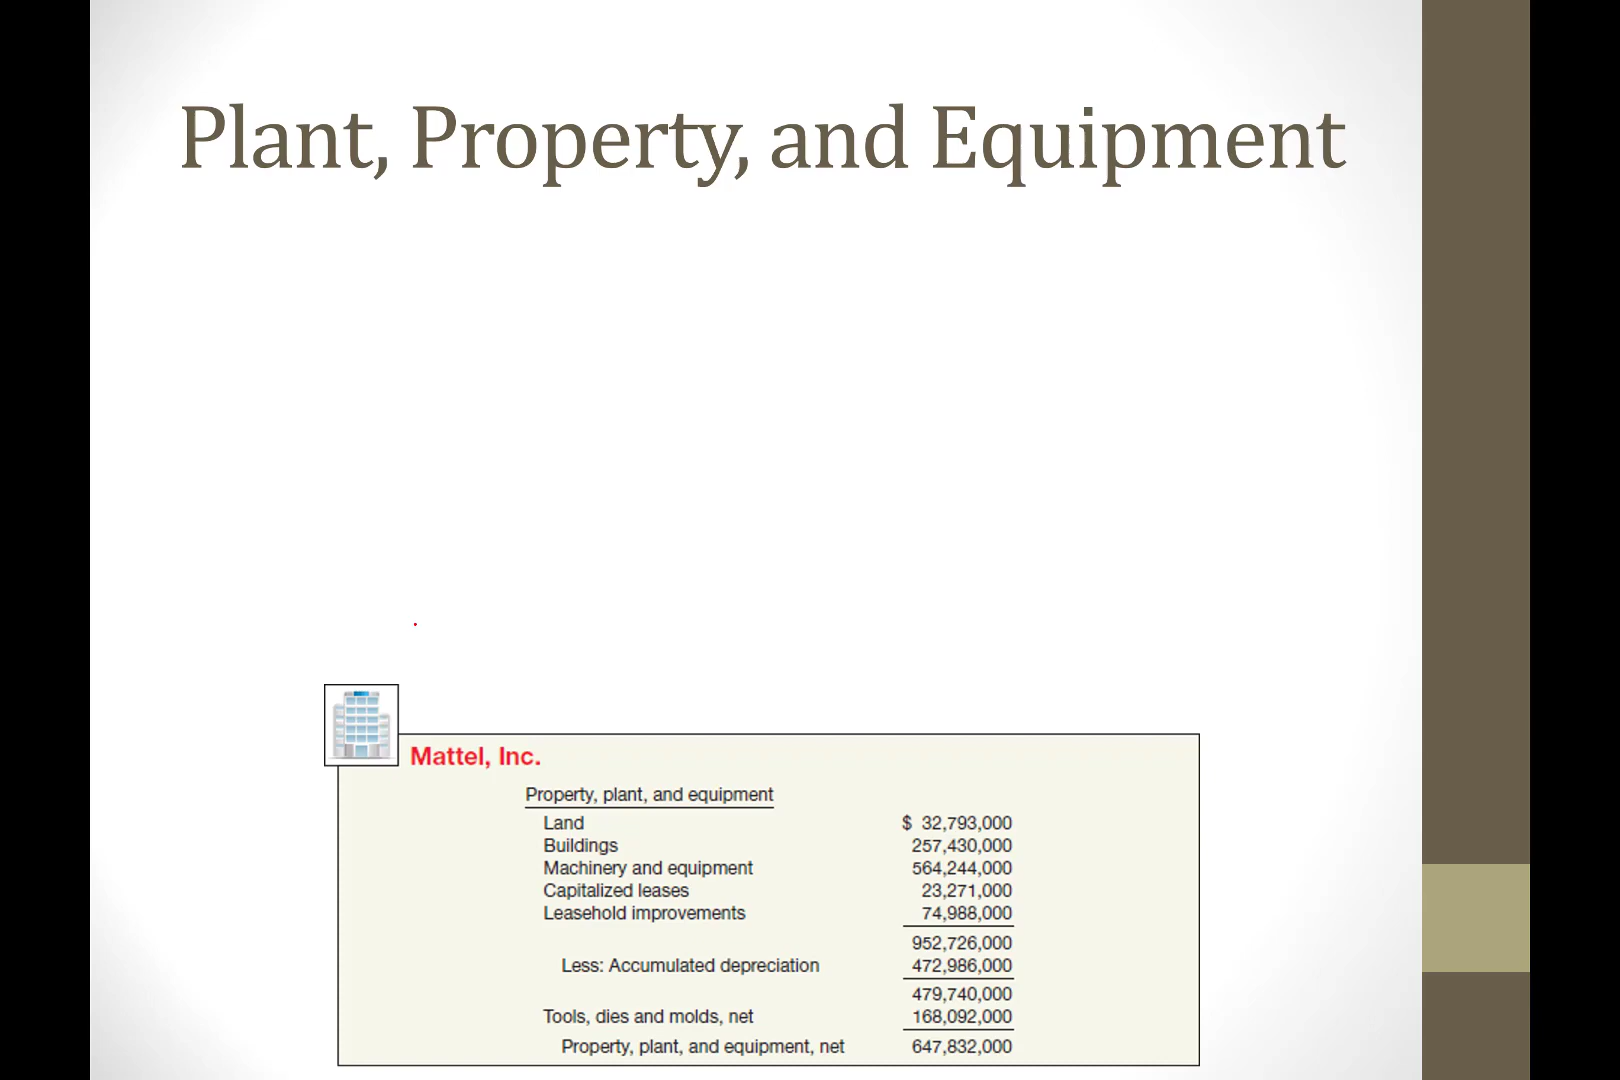 Plant, Property, and Equipment
Mattel, Inc.
Property, plant, and equipment
Land $ 32,793,000
Buildings 257,430,000
Machinery and equipment 564,244,000
Capitalized leases 23,271,000
Leasehold improvements 74,988,000
952,726,000
Less: Accumulated depreciation 472,986,000
479,740,000
Tools, dies and molds, net 168,092,000
Property, plant, and equipment, net 647,832,000